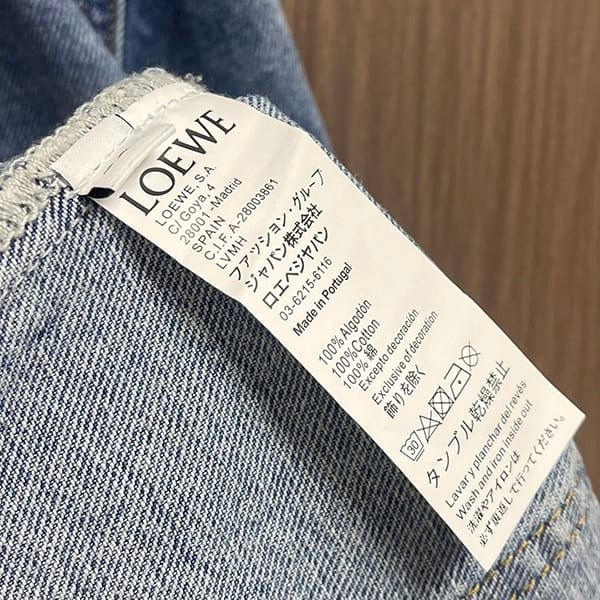 LOEWE
LOEWE, S.A
C/ Goya, 4
28001-Madrid
SPAIN
C.I.F. A-28003861
LVMH
ファッション・グループ
ジャパン株式会社
ロエベジャパン
03-6215-6116
Made in Portugal
100% Algodón
100%Cotton
100% 綿
Excepto decoración
Exclusive of decoration
飾りを除く
30
タンブル乾燥禁止
Lavar y planchar del revés
Wash and iron inside out
洗濯やアイロンは
必ず裏返して行ってください。